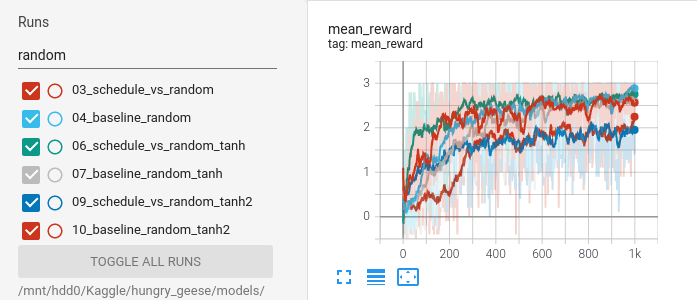 Runs
random
03_schedule_vs_random
04_baseline_random
06_schedule_vs_random_tanh
07_baseline_random_tanh
09_schedule_vs_random_tanh2
10_baseline_random_tanh2
TOGGLE ALL RUNS
/mnt/hdd0/Kaggle/hungry_geese/models/
mean_reward
tag: mean_reward
3
2
1
0
0 200 400 600 800 1k